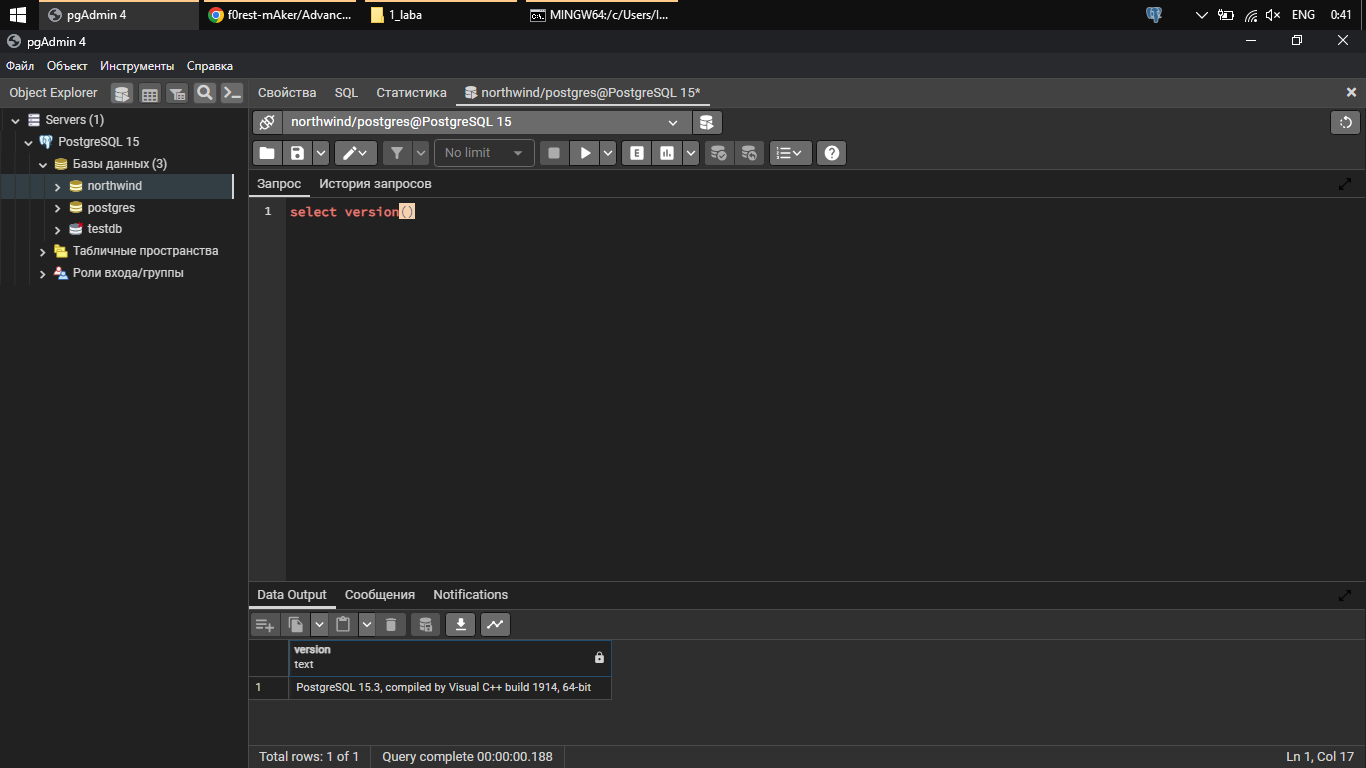 pgAdmin 4
f0rest-mAker/Advanc...
1_laba
MINGW64:/c/Users/I...
ENG
0:41
pgAdmin 4
Файл Объект Инструменты Справка
Object Explorer
Свойства SQL Статистика northwind/postgres@PostgreSQL 15*
Servers (1)
PostgreSQL 15
Базы данных (3)
northwind
postgres
testdb
Табличные пространства
Роли входа/группы
northwind/postgres@PostgreSQL 15
No limit
E
Запрос История запросов
1 select version()
Data Output Сообщения Notifications
version
text
1 PostgreSQL 15.3, compiled by Visual C++ build 1914, 64-bit
Total rows: 1 of 1 Query complete 00:00:00.188 Ln 1, Col 17